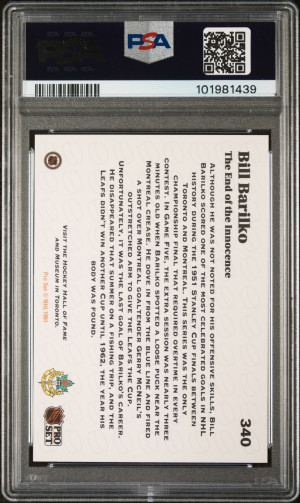 PSA
101981439
Bill Barilko
The End of the Innocence
340
Although he was not noted for his offensive skills, Bill
Barilko scored one of the most celebrated goals in NHL
history during the 1951 Stanley Cup Finals between
Toronto and Montreal. This series was the only
championship final that required overtime in every
contest. In Game Five, the extra session was nearly three
minutes old when Barilko spotted a loose puck near the
Montreal crease. He dove in from the blue line and fired
a shot over Montreal goaltender Gerry McNeil's
outstretched arm to give the Leafs the Cup.
Unfortunately, it was the last goal of Barilko's career.
He disappeared that summer on a fishing trip, and the
Leafs didn't win another Cup until 1962, the year his
body was found.
Visit the Hockey Hall of Fame
and Museum in Toronto.
Pro Set © NHL 1991
PRO
SET